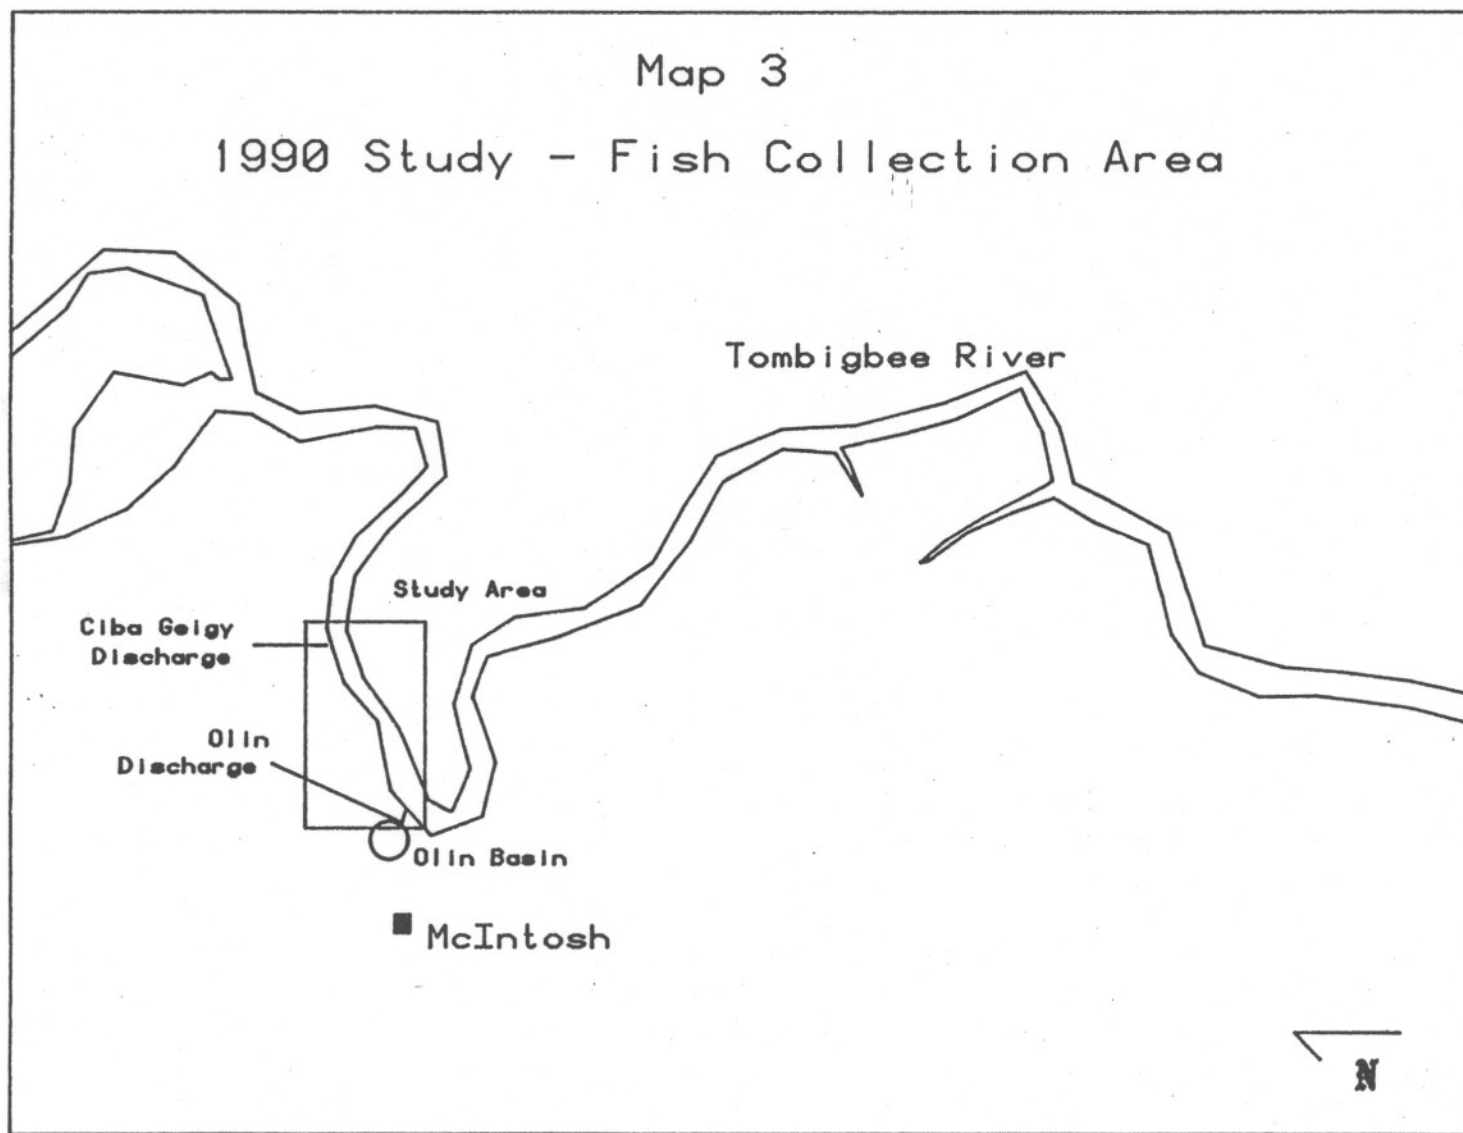 Map 3
1990 Study - Fish Collection Area
Tombigbee River
Study Area
Ciba Geigy
Discharge
Olin
Discharge
Olin Basin
McIntosh
N